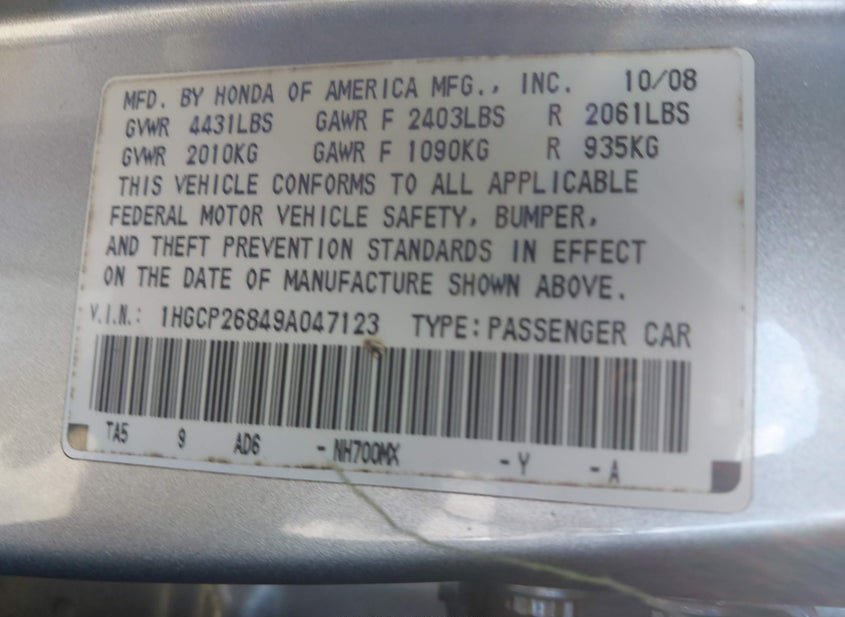 MFD. BY HONDA OF AMERICA MFG., INC. 10/08
GVWR 4431LBS GAWR F 2403LBS R 2061LBS
GVWR 2010KG GAWR F 1090KG R 935KG
THIS VEHICLE CONFORMS TO ALL APPLICABLE
FEDERAL MOTOR VEHICLE SAFETY, BUMPER,
AND THEFT PREVENTION STANDARDS IN EFFECT
ON THE DATE OF MANUFACTURE SHOWN ABOVE.
V.I.N.: 1HGCP26849A047123 TYPE:PASSENGER CAR
TA5 9 AD6 -NH700MX -Y -A